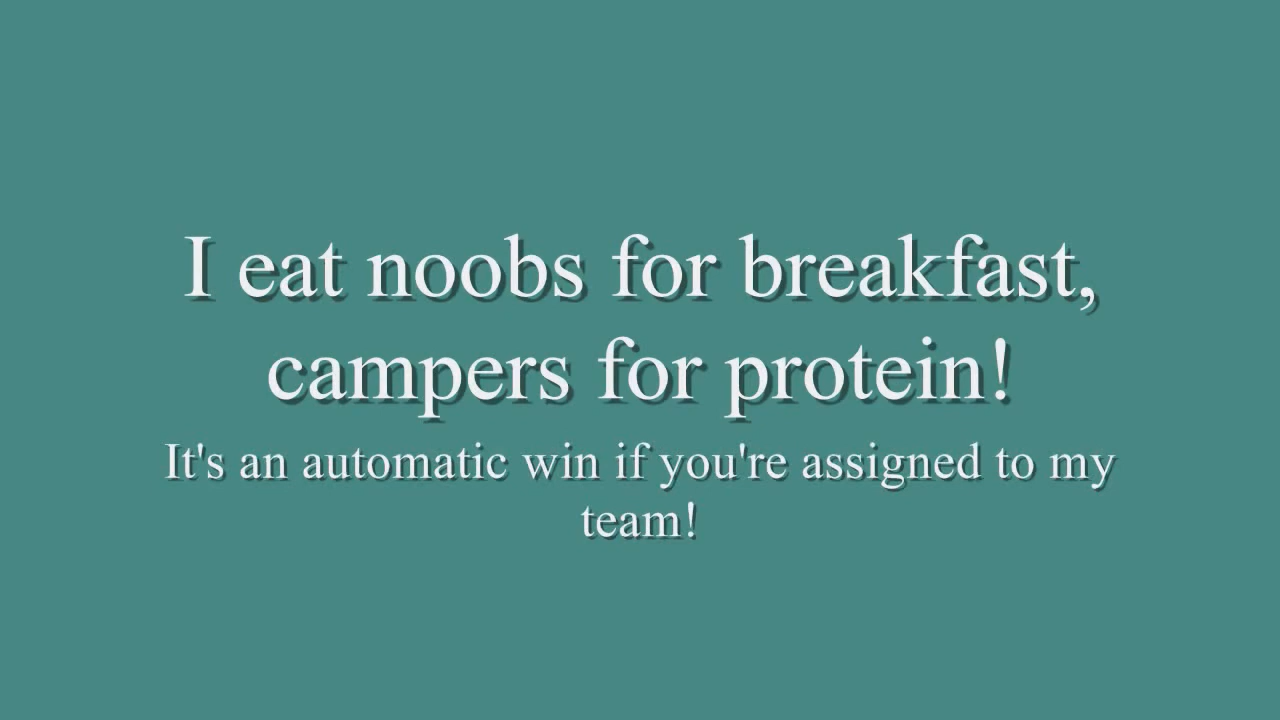 I eat noobs for breakfast,
campers for protein!
It's an automatic win if you're assigned to my
team!